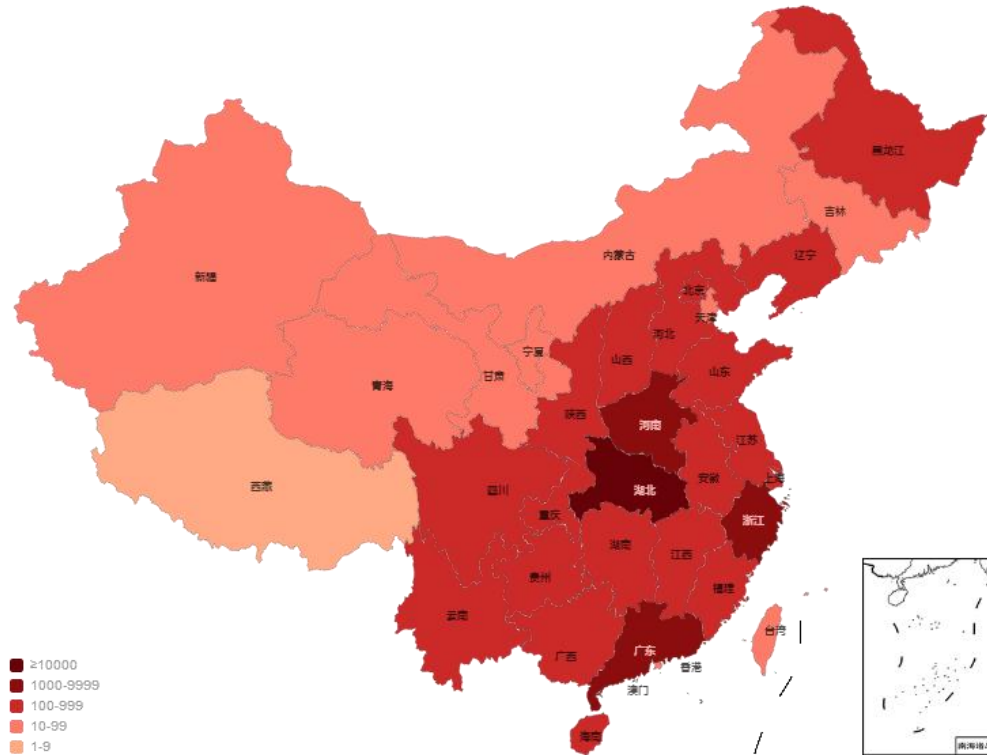 黑龙江
吉林
辽宁
内蒙古
新疆
北京
天津
河北
山西
山东
宁夏
青海
甘肃
陕西
河南
江苏
安徽
上海
西藏
四川
湖北
重庆
浙江
湖南
江西
贵州
福建
云南
台湾
广西
广东
香港
澳门
海南
≥10000
1000-9999
100-999
10-99
1-9
南海诸岛